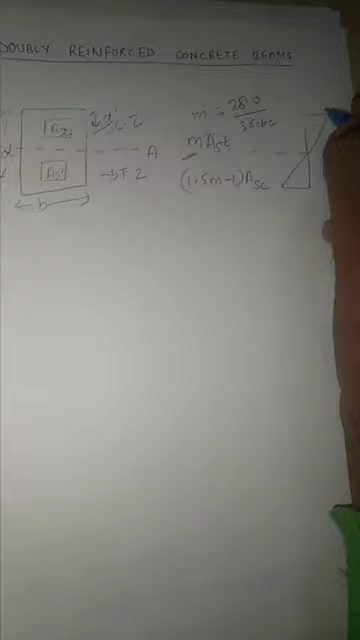 DOUBLY REINFORCED CONCRETE BEAMS
m = 280 / 3σcbc
Asc d' C.Z
mAst
d A
Ast → T Z (1.5m-1)Asc
b